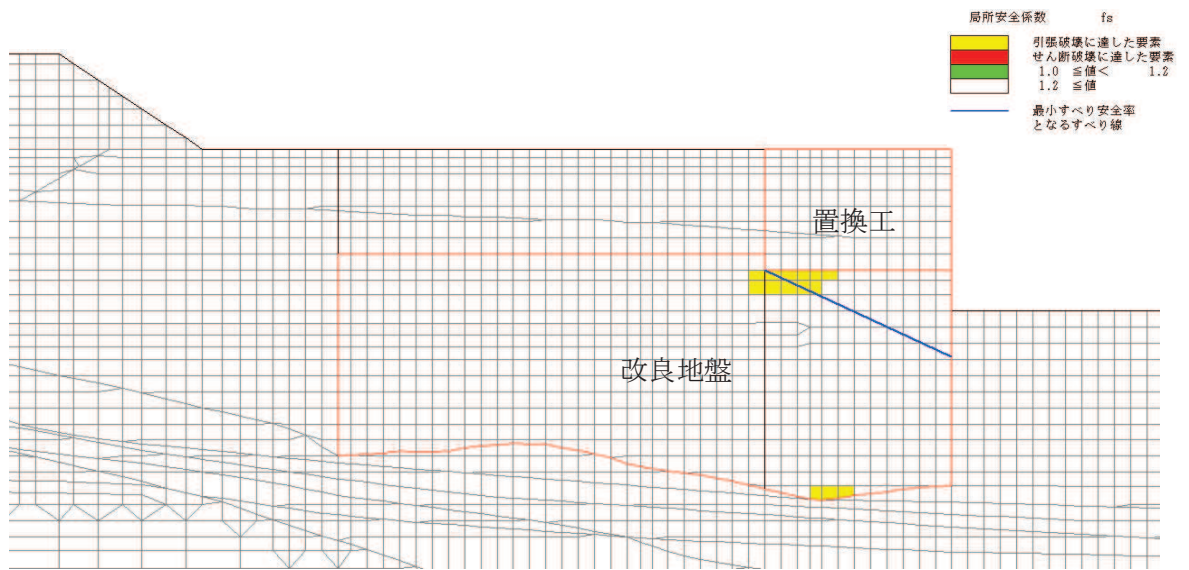 局所安全係数 fs
引張破壊に達した要素
せん断破壊に達した要素
1.0 ≦値< 1.2
1.2 ≦値
最小すべり安全率
となるすべり線
置換工
改良地盤